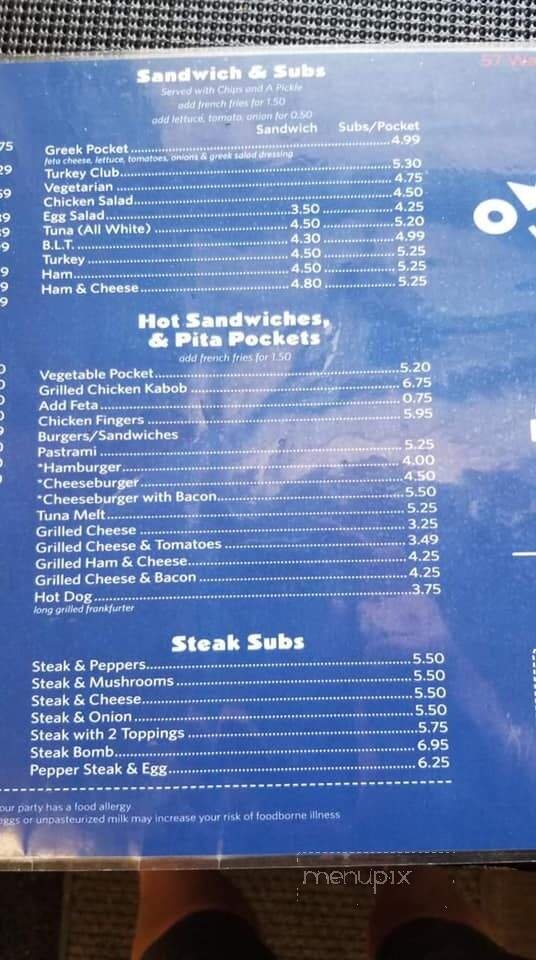 57 We
Sandwich & Subs
Served with Chips and A Pickle
add french fries for 1.50
add lettuce, tomato, onion for 0.50
Sandwich Subs/Pocket
Greek Pocket 4.99
feta cheese, lettuce, tomatoes, onions & greek salad dressing
Turkey Club 5.30
Vegetarian 4.75
Chicken Salad 4.50
Egg Salad 3.50 4.25
Tuna (All White) 4.50 5.20
B.L.T. 4.30 4.99
Turkey 4.50 5.25
Ham 4.50 5.25
Ham & Cheese 4.80 5.25
Hot Sandwiches,
& Pita Pockets
add french fries for 1.50
Vegetable Pocket 5.20
Grilled Chicken Kabob 6.75
Add Feta 0.75
Chicken Fingers 5.95
Burgers/Sandwiches
Pastrami 5.25
*Hamburger 4.00
*Cheeseburger 4.50
*Cheeseburger with Bacon 5.50
Tuna Melt 5.25
Grilled Cheese 3.25
Grilled Cheese & Tomatoes 3.49
Grilled Ham & Cheese 4.25
Grilled Cheese & Bacon 4.25
Hot Dog 3.75
long grilled frankfurter
Steak Subs
Steak & Peppers 5.50
Steak & Mushrooms 5.50
Steak & Cheese 5.50
Steak & Onion 5.50
Steak with 2 Toppings 5.75
Steak Bomb 6.95
Pepper Steak & Egg 6.25
our party has a food allergy
eggs or unpasteurized milk may increase your risk of foodborne illness
menupix